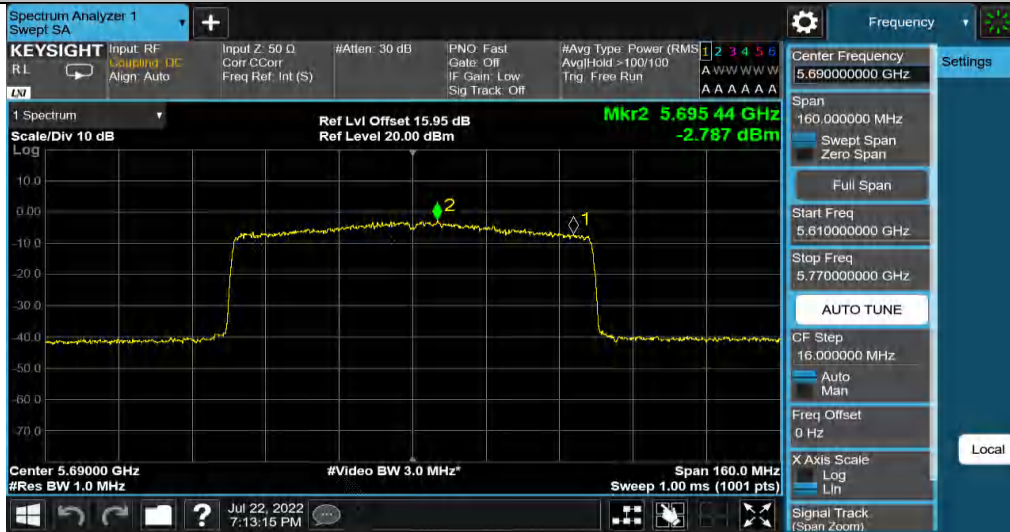 Spectrum Analyzer 1
Swept SA
+
Frequency
KEYSIGHT
RL
LXI
Input: RF
Coupling: DC
Align: Auto
Input Z: 50 Ω
Corr CCorr
Freq Ref: Int (S)
#Atten: 30 dB
PNO: Fast
Gate: Off
IF Gain: Low
Sig Track: Off
#Avg Type: Power (RMS
Avg|Hold >100/100
Trig: Free Run
1 2 3 4 5 6
A W W W W W
A A A A A A
1 Spectrum
Scale/Div 10 dB
Ref Lvl Offset 15.95 dB
Ref Level 20.00 dBm
Mkr2 5.695 44 GHz
-2.787 dBm
Log
10.0
0.00
-10.0
-20.0
-30.0
-40.0
-50.0
-60.0
-70.0
2
1
Center 5.69000 GHz
#Res BW 1.0 MHz
#Video BW 3.0 MHz*
Span 160.0 MHz
Sweep 1.00 ms (1001 pts)
Center Frequency
5.690000000 GHz
Span
160.000000 MHz
Swept Span
Zero Span
Full Span
Start Freq
5.610000000 GHz
Stop Freq
5.770000000 GHz
AUTO TUNE
CF Step
16.000000 MHz
Auto
Man
Freq Offset
0 Hz
X Axis Scale
Log
Lin
Signal Track
(Span Zoom)
Settings
Local
?
Jul 22, 2022
7:13:15 PM